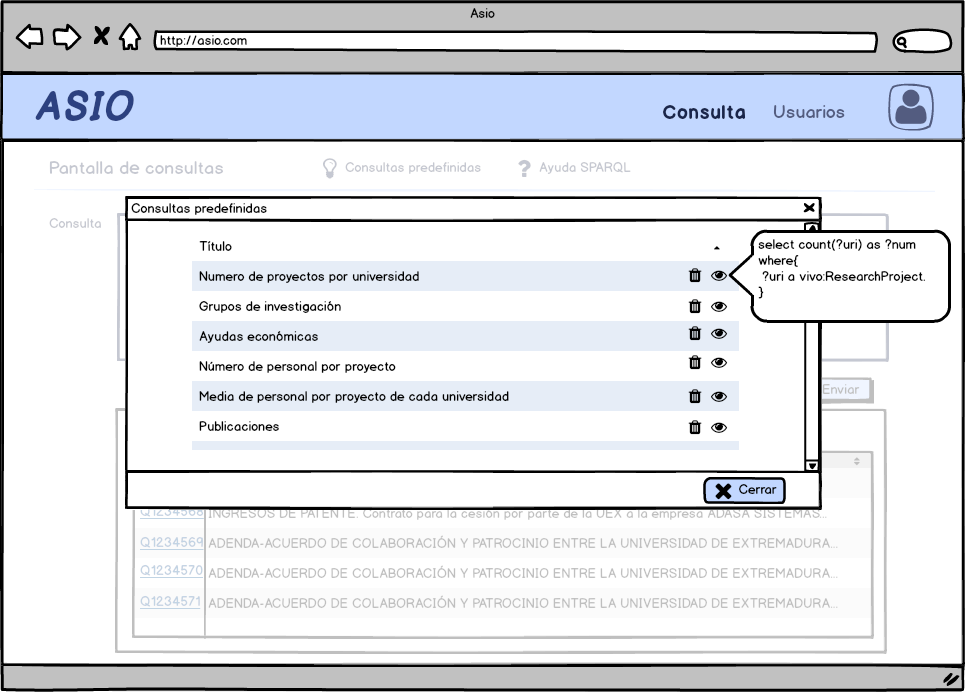 Asio
http://asio.com
ASIO
Consulta
Usuarios
Pantalla de consultas
Consultas predefinidas
? Ayuda SPARQL
Consulta
Consultas predefinidas
Título
Numero de proyectos por universidad
Grupos de investigación
Ayudas económicas
Número de personal por proyecto
Media de personal por proyecto de cada universidad
Publicaciones
select count(?uri) as ?num
where{
?uri a vivo:ResearchProject.
}
Enviar
Cerrar
Q1234568 INGRESOS DE PATENTE. Contrato para la cesión por parte de la UEX a la empresa ADASA SISTEMAS...
Q1234569 ADENDA-ACUERDO DE COLABORACIÓN Y PATROCINIO ENTRE LA UNIVERSIDAD DE EXTREMADURA...
Q1234570 ADENDA-ACUERDO DE COLABORACIÓN Y PATROCINIO ENTRE LA UNIVERSIDAD DE EXTREMADURA...
Q1234571 ADENDA-ACUERDO DE COLABORACIÓN Y PATROCINIO ENTRE LA UNIVERSIDAD DE EXTREMADURA...